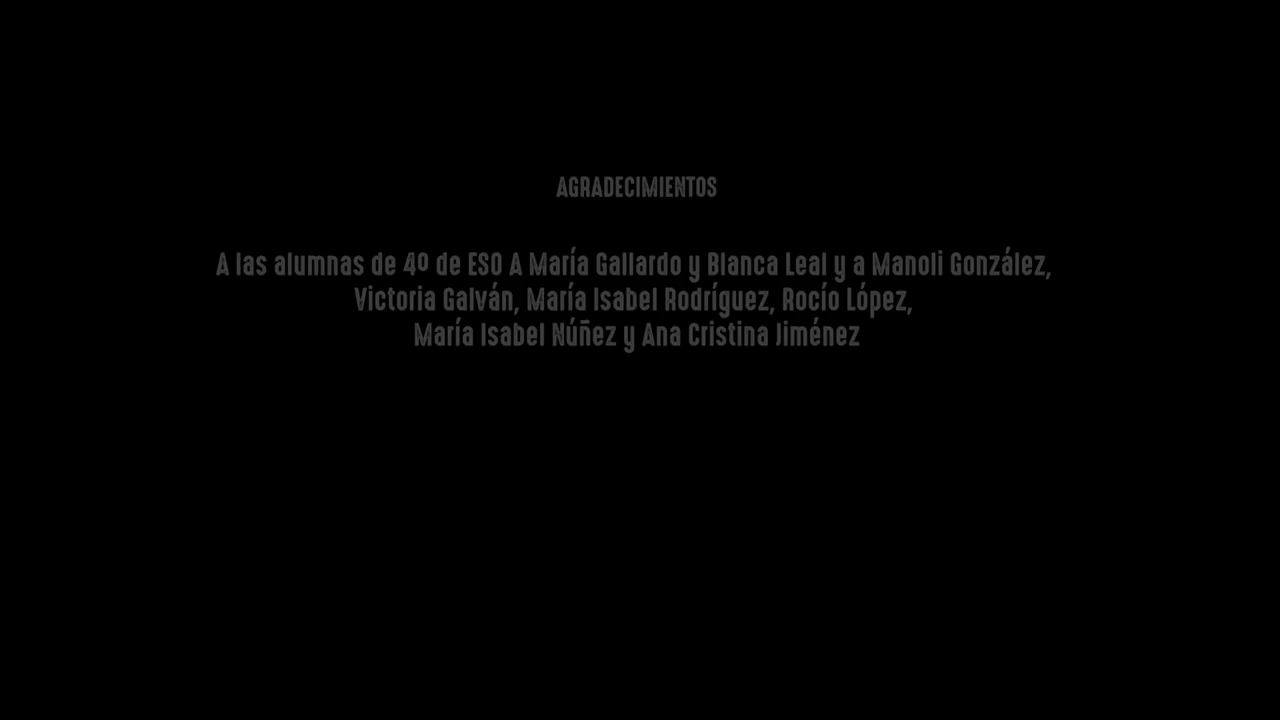 AGRADECIMIENTOS
A las alumnas de 4º de ESO A María Gallardo y Blanca Leal y a Manoli González,
Victoria Galván, María Isabel Rodríguez, Rocío López,
María Isabel Núñez y Ana Cristina Jiménez